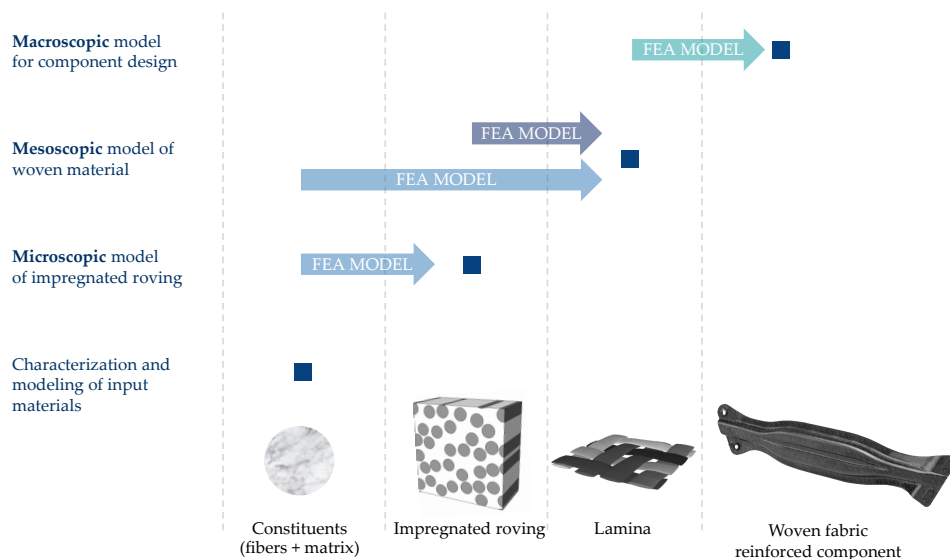 Macroscopic model
for component design
FEA MODEL
Mesoscopic model of
woven material
FEA MODEL
FEA MODEL
Microscopic model
of impregnated roving
FEA MODEL
Characterization and
modeling of input
materials
Constituents
(fibers + matrix)
Impregnated roving
Lamina
Woven fabric
reinforced component